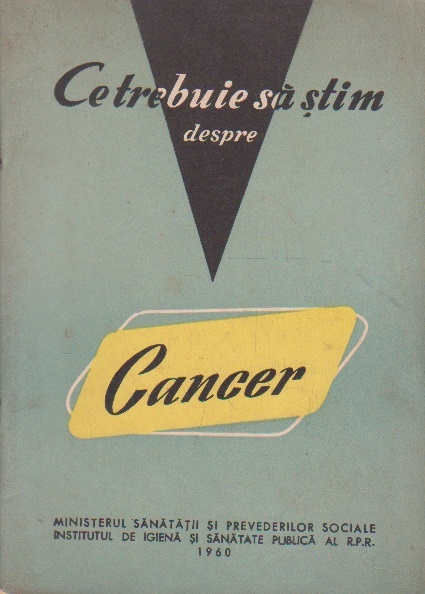 Ce trebuie să știm
despre
Cancer
MINISTERUL SĂNĂTĂȚII ȘI PREVEDERILOR SOCIALE
INSTITUTUL DE IGIENĂ ȘI SĂNĂTATE PUBLICĂ AL R.P.R.
1960